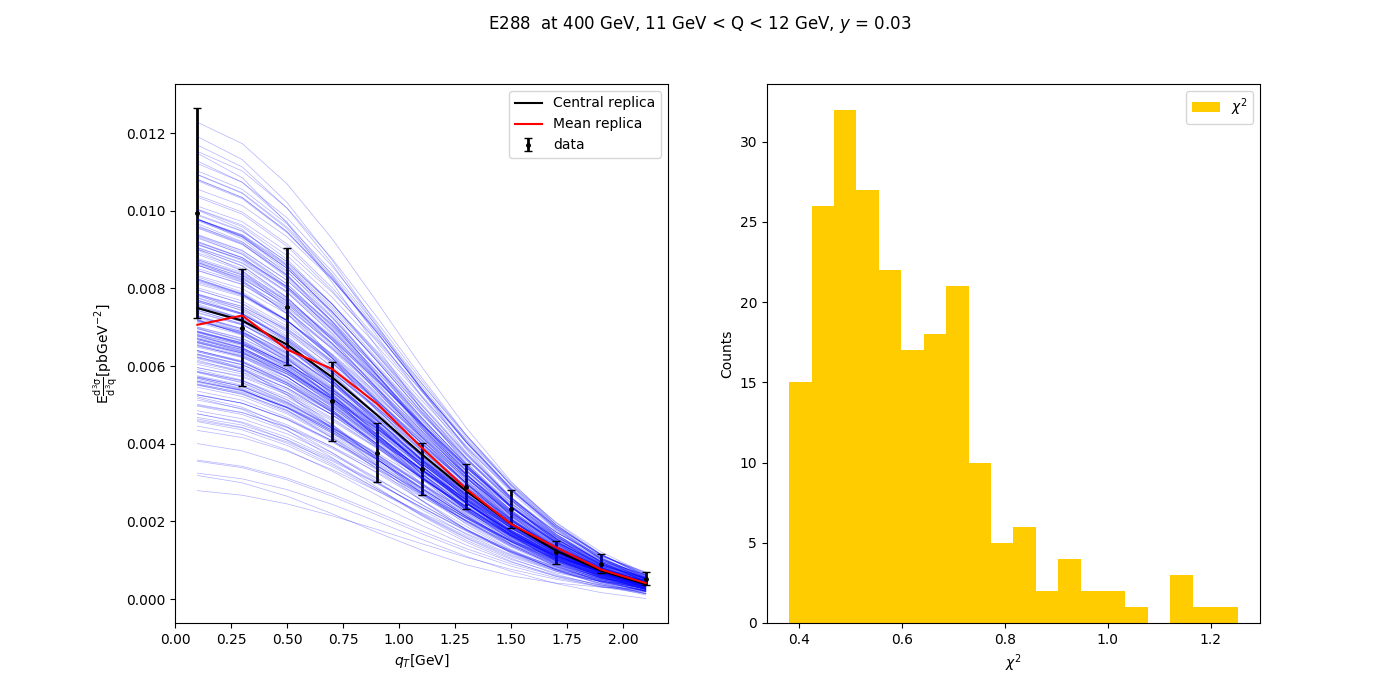 E288 at 400 GeV, 11 GeV < Q < 12 GeV, y = 0.03
Central replica
Mean replica
data
0.012
0.010
0.008
0.006
0.004
0.002
0.000
E d³σ/d³q [pbGeV⁻²]
0.00 0.25 0.50 0.75 1.00 1.25 1.50 1.75 2.00
q_T[GeV]
χ²
30
25
20
15
10
5
0
Counts
0.4 0.6 0.8 1.0 1.2
χ²